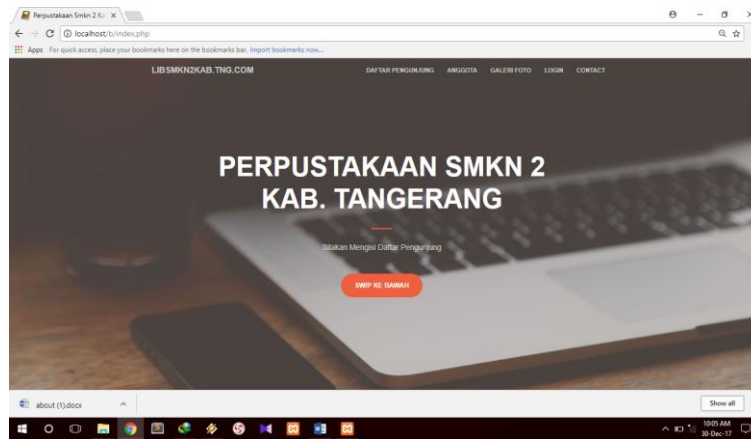 Perpustakaan Smkn 2 Ka
localhost/b/index.php
Apps For quick access, place your bookmarks here on the bookmarks bar. Import bookmarks now...
LIBSMKN2KAB.TNG.COM DAFTAR PENGUNJUNG ANGGOTA GALERI FOTO LOGIN CONTACT
PERPUSTAKAAN SMKN 2
KAB. TANGERANG
Silakan Mengisi Daftar Pengunjung
SWIP KE BAWAH
about (1).docx Show all
10:05 AM
30-Dec-17